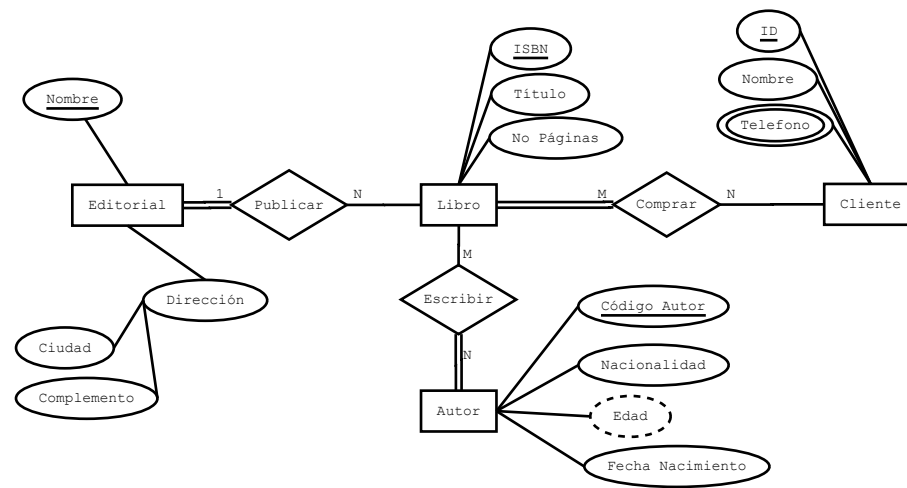 ID
ISBN
Nombre
Título
Nombre
Telefono
No Páginas
Editorial
1
Publicar
N
Libro
M
Comprar
N
Cliente
M
Escribir
Dirección
Código Autor
Ciudad
N
Nacionalidad
Complemento
Autor
Edad
Fecha Nacimiento